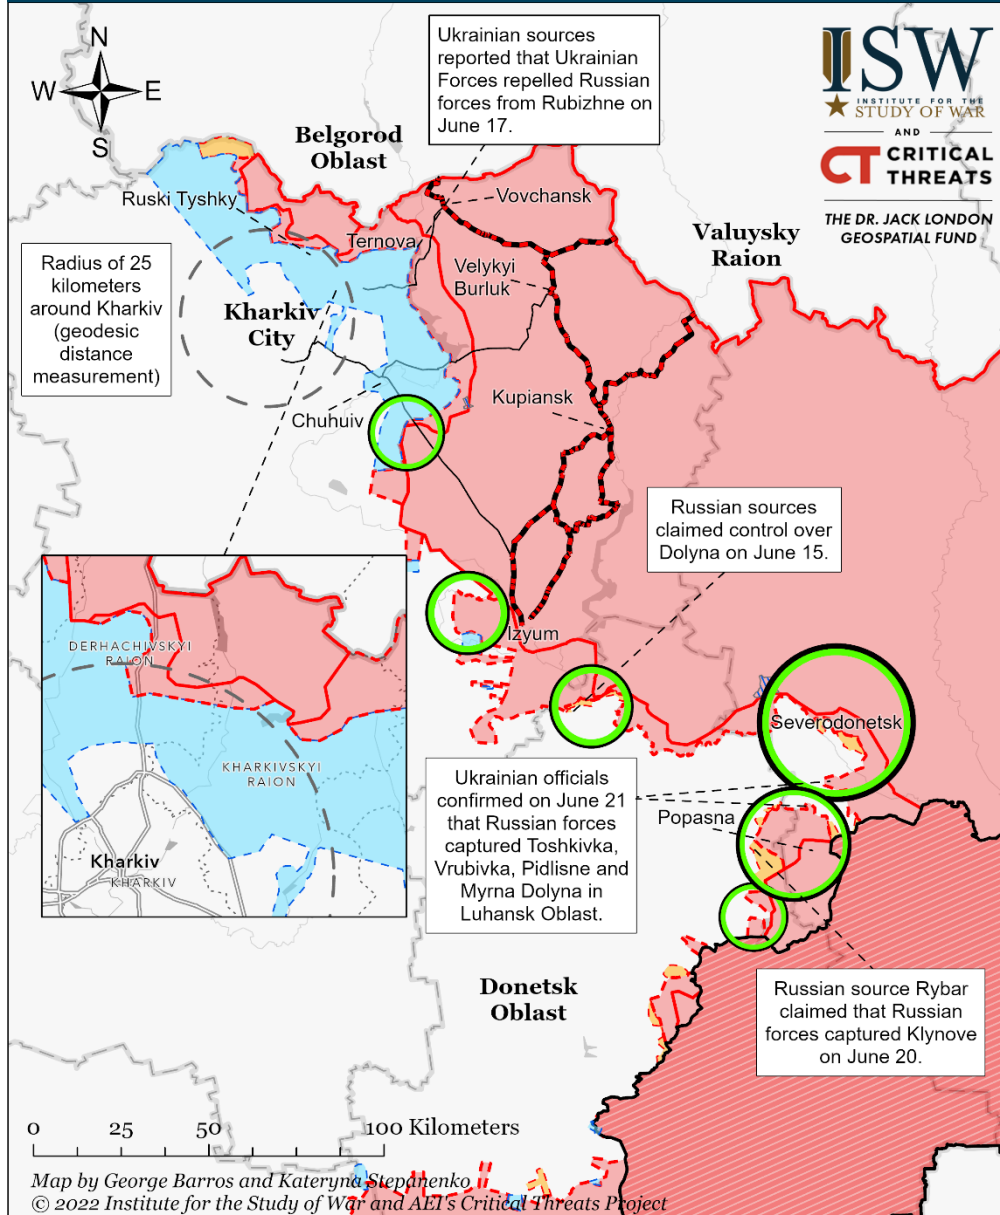 Ukrainian sources
reported that Ukrainian
Forces repelled Russian
forces from Rubizhne on
June 17.
ISW
INSTITUTE FOR THE
STUDY OF WAR
AND
CT CRITICAL
THREATS
THE DR. JACK LONDON
GEOSPATIAL FUND
N
W
E
S
Belgorod
Oblast
Ruski Tyshky
Vovchansk
Ternova
Valuysky
Raion
Radius of 25
kilometers
around Kharkiv
(geodesic
distance
measurement)
Velykyi
Burluk
Kharkiv
City
Kupiansk
Chuhuiv
Russian sources
claimed control over
Dolyna on June 15.
Izyum
DERHACHIVSKYI
RAION
KHARKIVSKYI
RAION
Kharkiv
KHARKIV
Severodonetsk
Ukrainian officials
confirmed on June 21
that Russian forces
captured Toshkivka,
Vrubivka, Pidlisne and
Myrna Dolyna in
Luhansk Oblast.
Popasna
Donetsk
Oblast
Russian source Rybar
claimed that Russian
forces captured Klynove
on June 20.
0 25 50 100 Kilometers
Map by George Barros and Kateryna Stepanenko
© 2022 Institute for the Study of War and AEI's Critical Threats Project